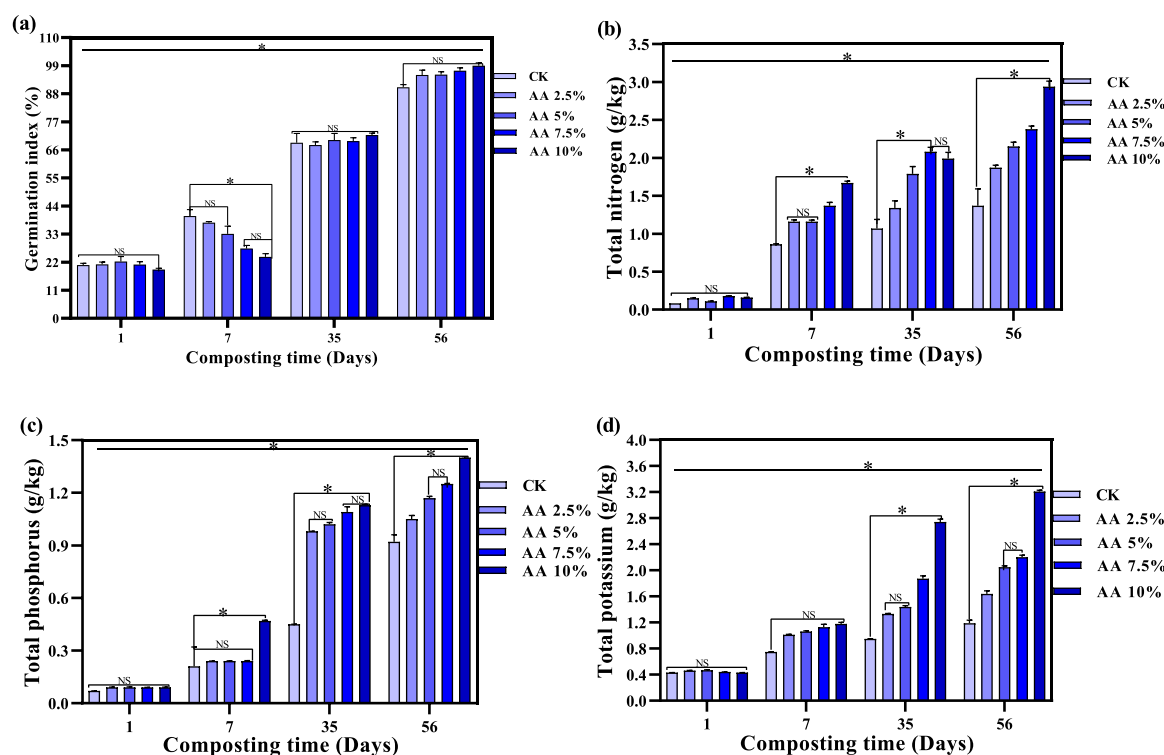 (a)
Germination index (%)
110
99
88
77
66
55
44
33
22
11
0
*
NS
NS
*
NS
NS
NS
1
7
35
56
Composting time (Days)
CK
AA 2.5%
AA 5%
AA 7.5%
AA 10%
(b)
Total nitrogen (g/kg)
3.5
3.0
2.5
2.0
1.5
1.0
0.5
0.0
*
NS
*
NS
*
NS
*
1
7
35
56
Composting time (Days)
CK
AA 2.5%
AA 5%
AA 7.5%
AA 10%
(c)
Total phosphorus (g/kg)
1.5
1.2
0.9
0.6
0.3
0.0
*
NS
*
NS
*
NS
NS
*
NS
1
7
35
56
Composting time (Days)
CK
AA 2.5%
AA 5%
AA 7.5%
AA 10%
(d)
Total potassium (g/kg)
4.0
3.6
3.2
2.8
2.4
2.0
1.6
1.2
0.8
0.4
0.0
*
NS
NS
*
NS
*
NS
1
7
35
56
Composting time (Days)
CK
AA 2.5%
AA 5%
AA 7.5%
AA 10%